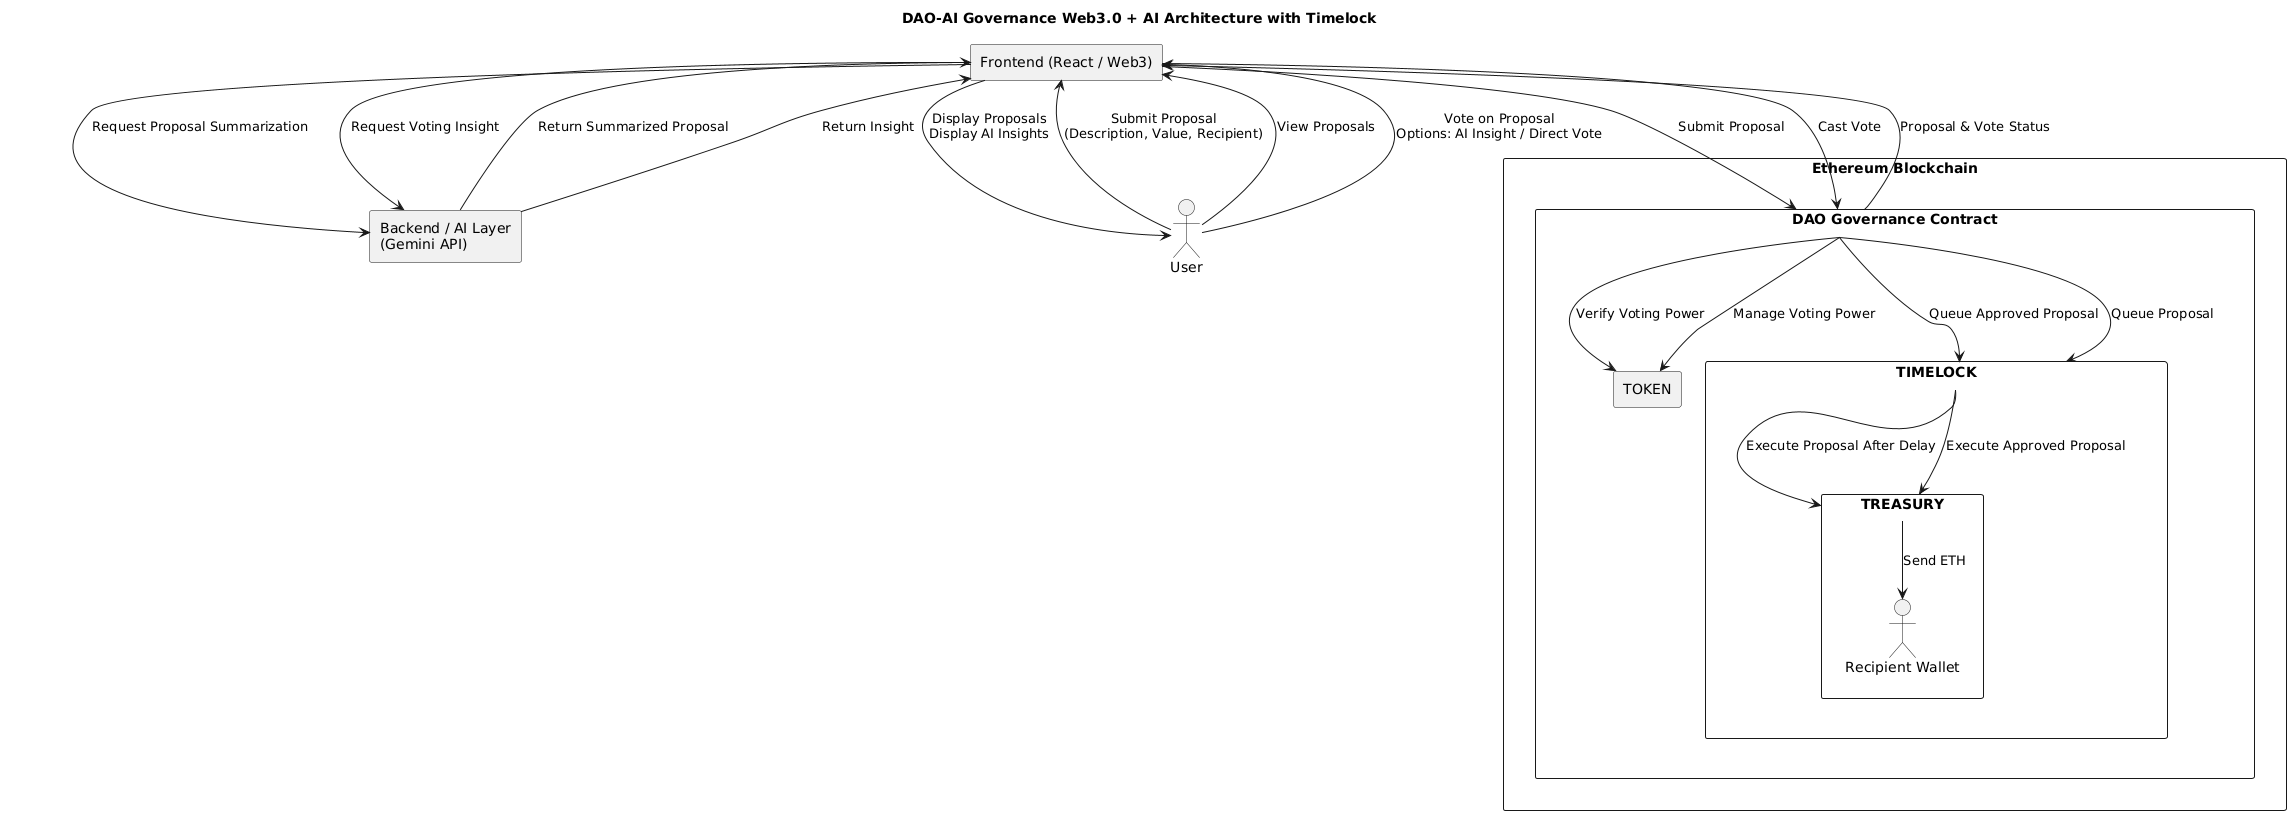 DAO-AI Governance Web3.0 + AI Architecture with Timelock
Frontend (React / Web3)
Request Proposal Summarization
Request Voting Insight
Return Summarized Proposal
Return Insight
Display Proposals
Display AI Insights
Submit Proposal
(Description, Value, Recipient)
View Proposals
Vote on Proposal
Options: AI Insight / Direct Vote
Submit Proposal
Cast Vote
Proposal & Vote Status
Backend / AI Layer
(Gemini API)
User
Ethereum Blockchain
DAO Governance Contract
Verify Voting Power
Manage Voting Power
Queue Approved Proposal
Queue Proposal
TOKEN
TIMELOCK
Execute Proposal After Delay
Execute Approved Proposal
TREASURY
Send ETH
Recipient Wallet